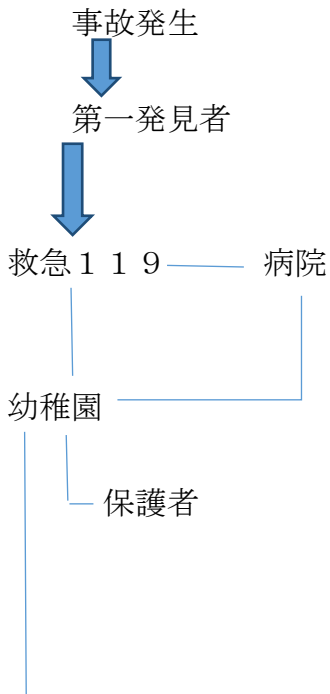 事故発生
第一発見者
救急１１９　病院
幼稚園
保護者